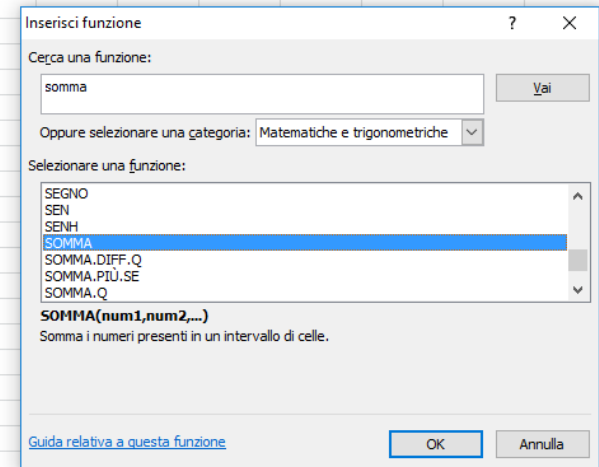 Inserisci funzione ?
Cerca una funzione:
somma Vai
Oppure selezionare una categoria: Matematiche e trigonometriche
Selezionare una funzione:
SEGNO
SEN
SENH
SOMMA
SOMMA.DIFF.Q
SOMMA.PIÙ.SE
SOMMA.Q
SOMMA(num1,num2,...)
Somma i numeri presenti in un intervallo di celle.
Guida relativa a questa funzione OK Annulla